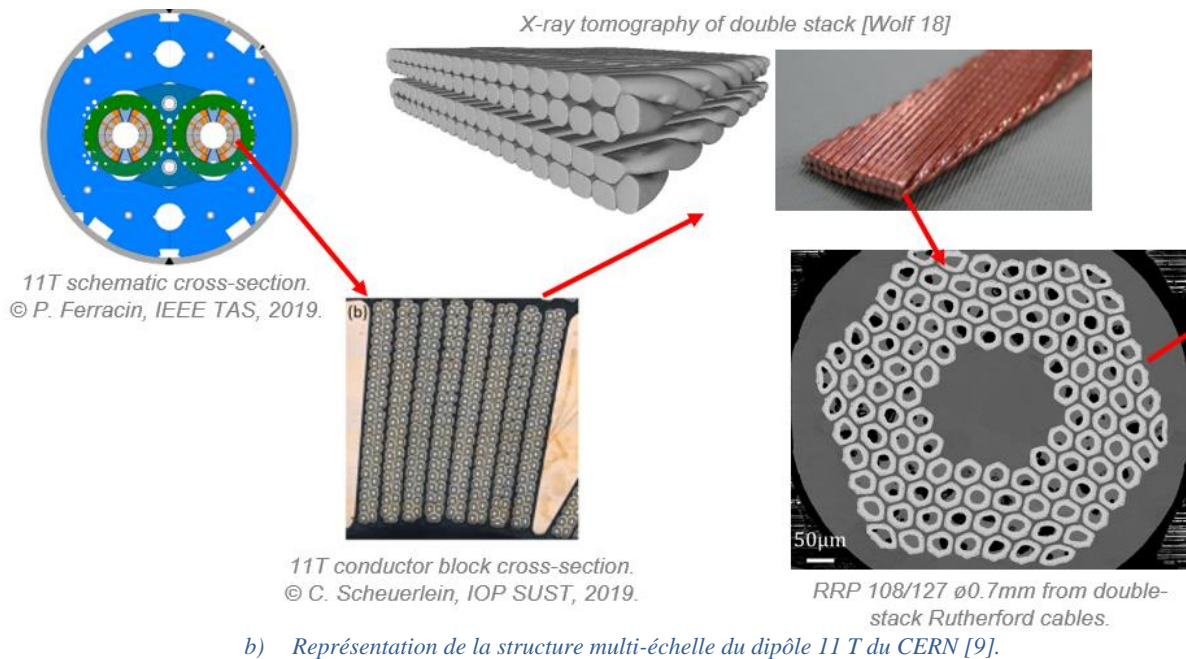 X-ray tomography of double stack [Wolf 18]
11T schematic cross-section.
© P. Ferracin, IEEE TAS, 2019.
(b)
11T conductor block cross-section.
© C. Scheuerlein, IOP SUST, 2019.
50µm
RRP 108/127 ø0.7mm from double-
stack Rutherford cables.
b) Représentation de la structure multi-échelle du dipôle 11 T du CERN [9].